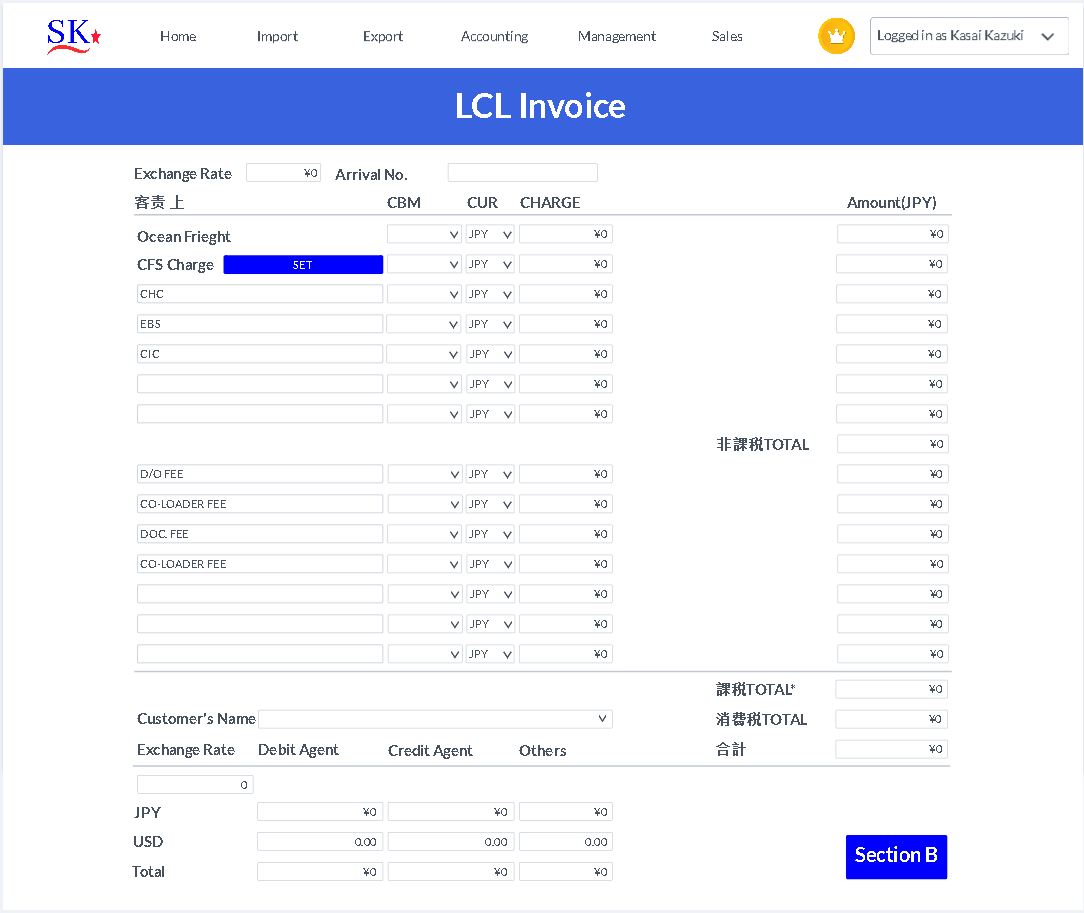 SK
Home Import Export Accounting Management Sales Logged in as Kasai Kazuki
LCL Invoice
Exchange Rate ¥0 Arrival No.
客責 上 CBM CUR CHARGE Amount(JPY)
Ocean Frieght JPY ¥0 ¥0
CFS Charge SET JPY ¥0 ¥0
CHC JPY ¥0 ¥0
EBS JPY ¥0 ¥0
CIC JPY ¥0 ¥0
JPY ¥0 ¥0
JPY ¥0 ¥0
非課税TOTAL ¥0
D/O FEE JPY ¥0 ¥0
CO-LOADER FEE JPY ¥0 ¥0
DOC. FEE JPY ¥0 ¥0
CO-LOADER FEE JPY ¥0 ¥0
JPY ¥0 ¥0
JPY ¥0 ¥0
JPY ¥0 ¥0
課税TOTAL* ¥0
Customer's Name 消費税TOTAL ¥0
Exchange Rate Debit Agent Credit Agent Others 合計 ¥0
0
JPY ¥0 ¥0 ¥0
USD 0.00 0.00 0.00
Total ¥0 ¥0 ¥0
Section B